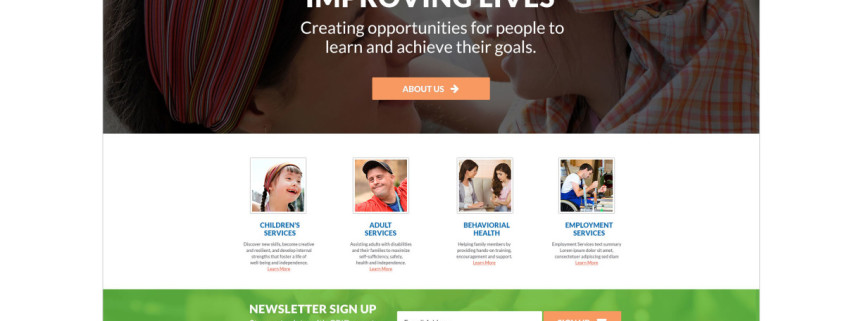 IMPROVING LIVES
Creating opportunities for people to
learn and achieve their goals.
ABOUT US
CHILDREN'S
SERVICES
Discover new skills, become creative
and resilient, and develop internal
strengths that foster a life of
well-being and independence.
Learn More
ADULT
SERVICES
Assisting adults with disabilities
and their families to maximize
self-sufficiency, safety,
health and independence.
Learn More
BEHAVIORIAL
HEALTH
Helping family members by
providing hands-on training,
encouragement and support.
Learn More
EMPLOYMENT
SERVICES
Employment Services text summary
Lorem ipsum dolor sit amet,
consectetuer adipiscing and diam
Learn More
NEWSLETTER SIGN UP
SIGN UP